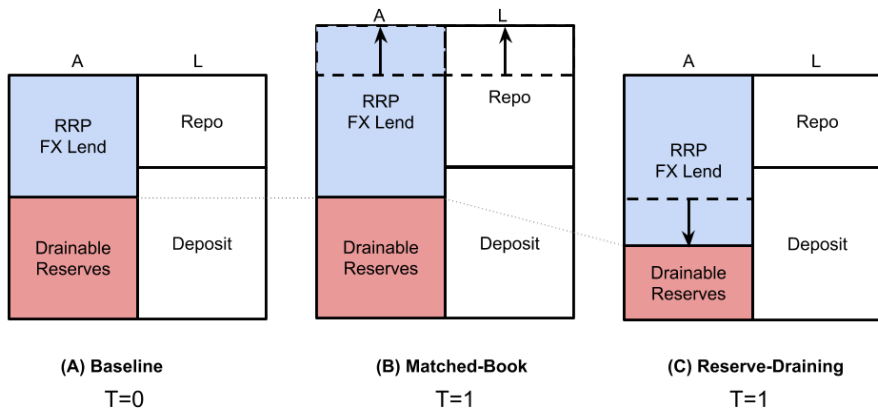 A
L
RRP
FX Lend
Repo
Drainable
Reserves
Deposit
(A) Baseline
T=0
A
L
RRP
FX Lend
Repo
Drainable
Reserves
Deposit
(B) Matched-Book
T=1
A
L
RRP
FX Lend
Repo
Drainable
Reserves
Deposit
(C) Reserve-Draining
T=1